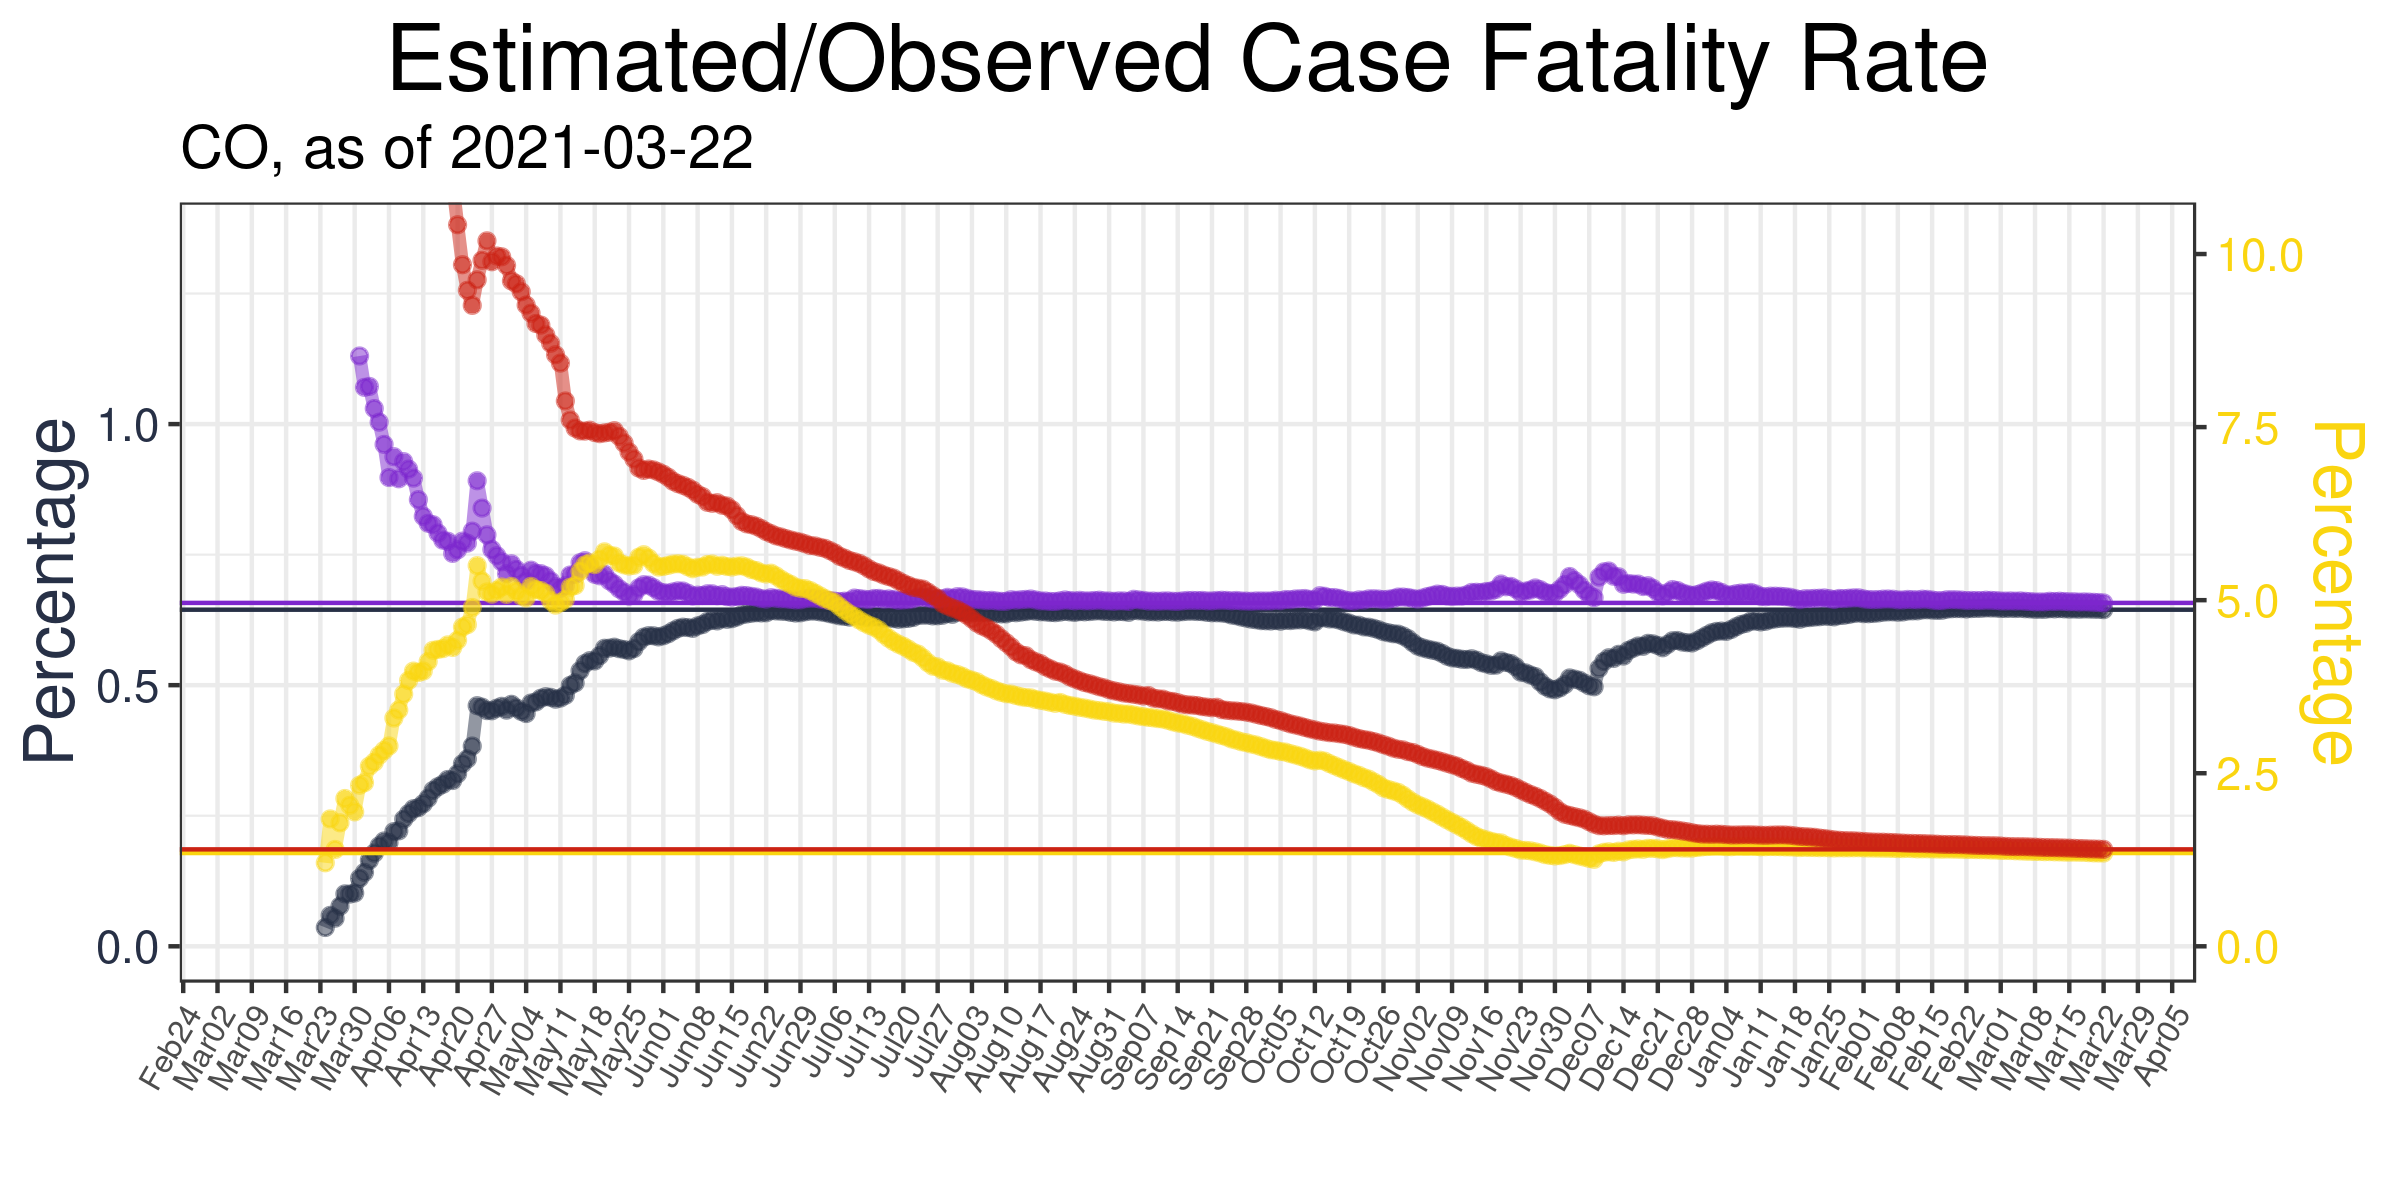 Estimated/Observed Case Fatality Rate
CO, as of 2021-03-22
Percentage
1.0
0.5
0.0
10.0
7.5
5.0
2.5
0.0
Percentage
Feb24
Mar02
Mar09
Mar16
Mar23
Mar30
Apr06
Apr13
Apr20
Apr27
May04
May11
May18
May25
Jun01
Jun08
Jun15
Jun22
Jun29
Jul06
Jul13
Jul20
Jul27
Aug03
Aug10
Aug17
Aug24
Aug31
Sep07
Sep14
Sep21
Sep28
Oct05
Oct12
Oct19
Oct26
Nov02
Nov09
Nov16
Nov23
Nov30
Dec07
Dec14
Dec21
Dec28
Jan04
Jan11
Jan18
Jan25
Feb01
Feb08
Feb15
Feb22
Mar01
Mar08
Mar15
Mar22
Mar29
Apr05